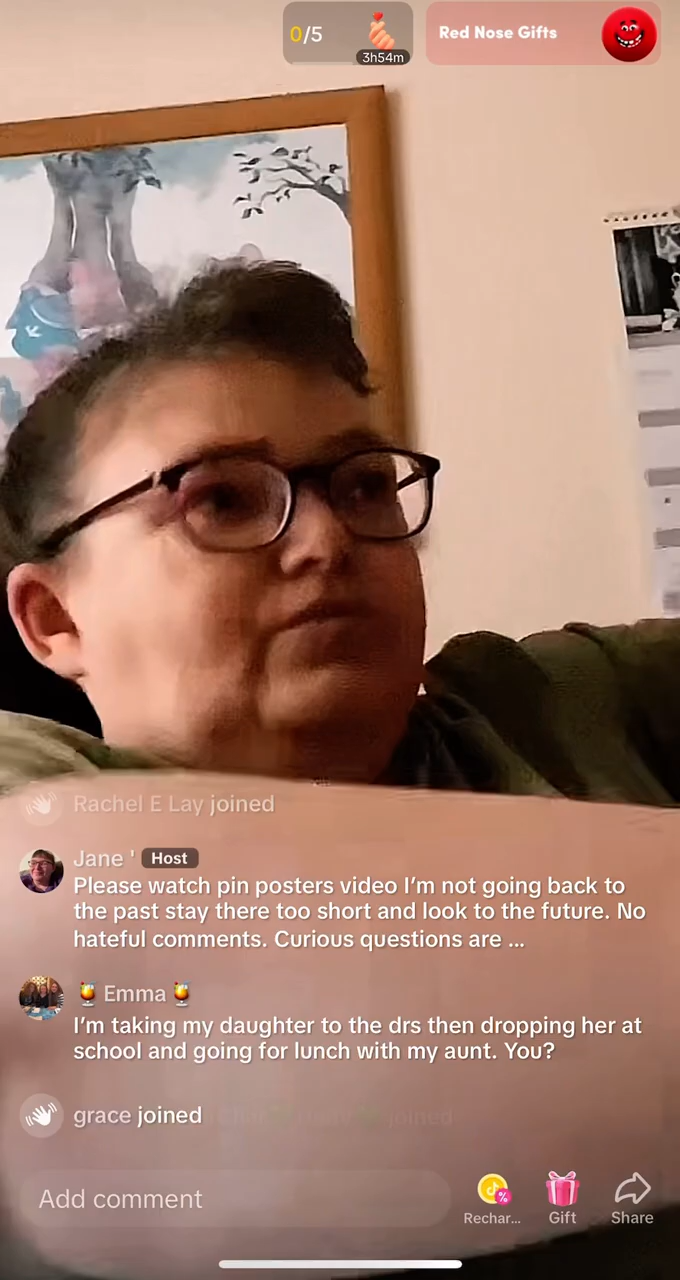 0/5
3h54m
Red Nose Gifts
Rachel E Lay joined
Jane ' Host
Please watch pin posters video I’m not going back to
the past stay there too short and look to the future. No
hateful comments. Curious questions are ...
🍹 Emma 🍹
I’m taking my daughter to the drs then dropping her at
school and going for lunch with my aunt. You?
grace joined
joined
Add comment
Rechar...
Gift
Share